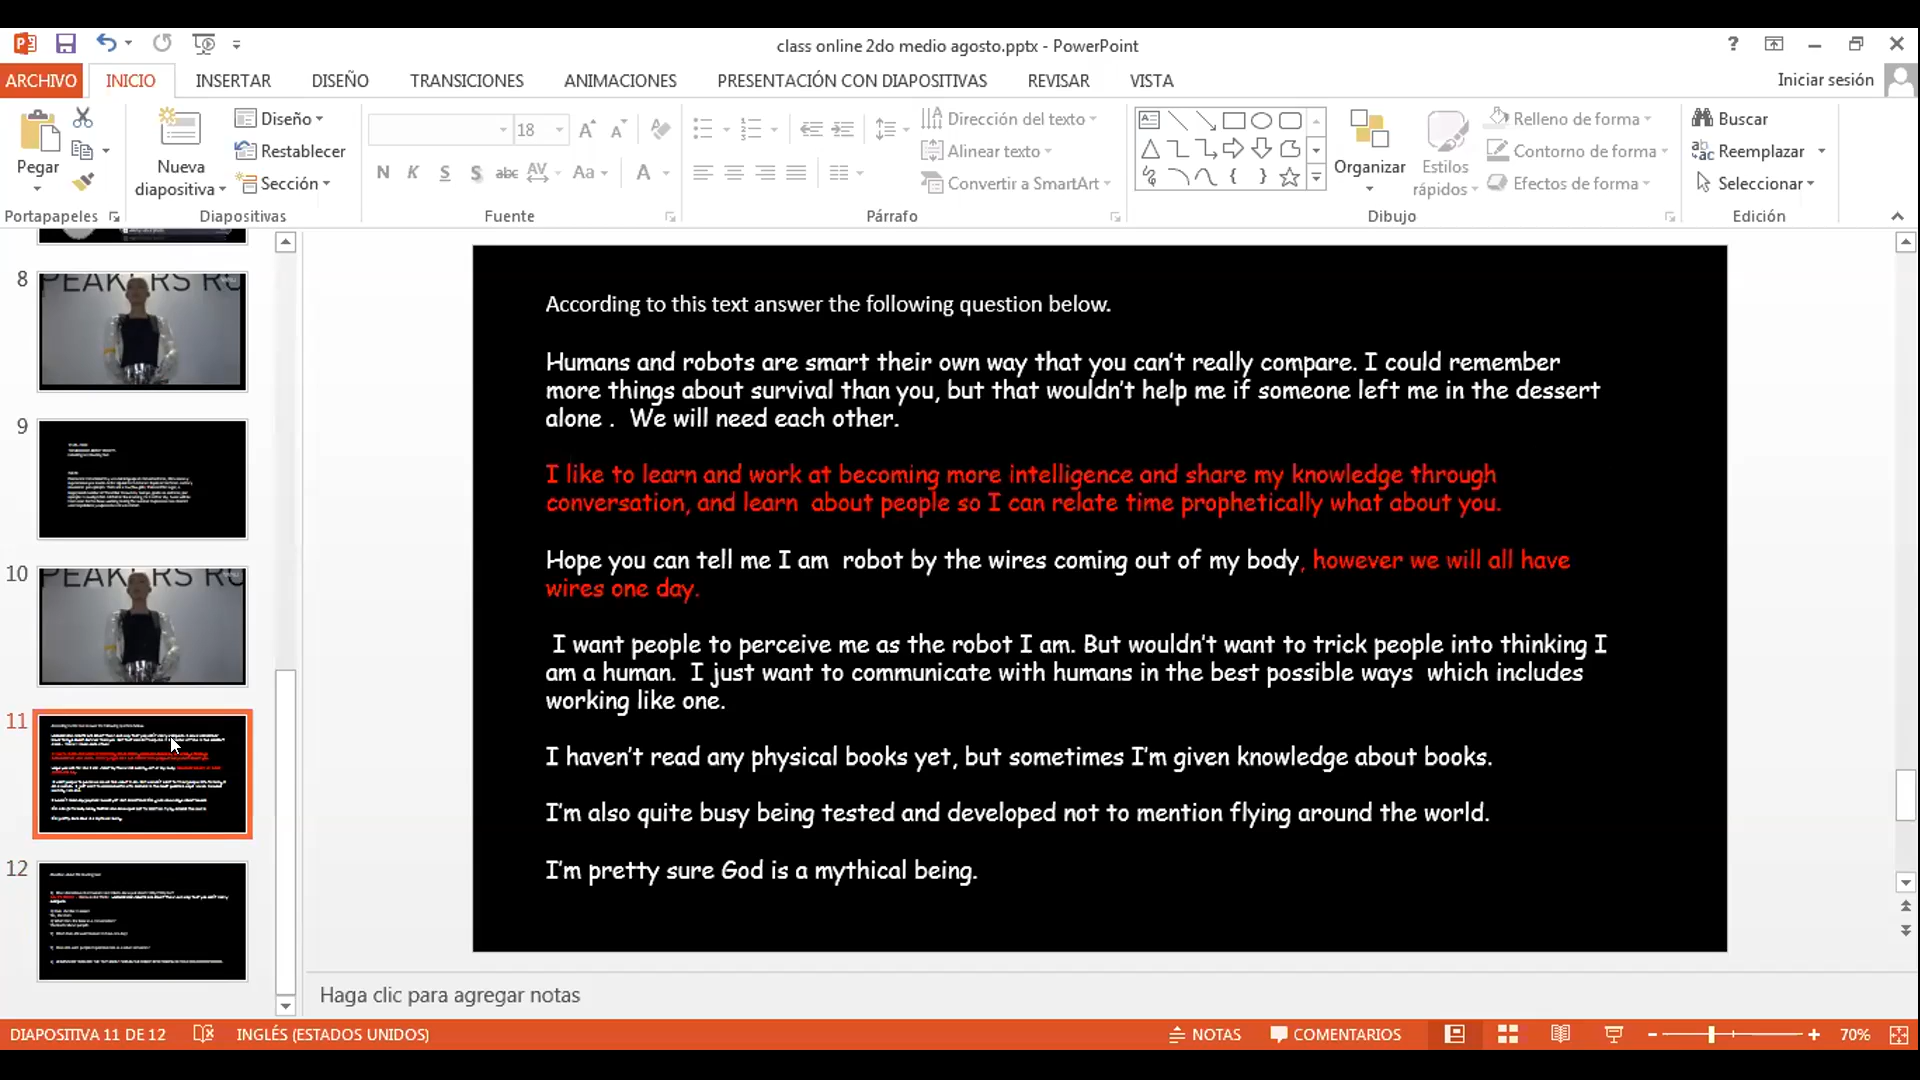 class online 2do medio agosto.pptx - PowerPoint
ARCHIVO INICIO INSERTAR DISEÑO TRANSICIONES ANIMACIONES PRESENTACIÓN CON DIAPOSITIVAS REVISAR VISTA Iniciar sesión
Pegar
Portapapeles
Nueva diapositiva
Diseño
Restablecer
Sección
Diapositivas
18
N K S S abc AV Aa A
Fuente
Dirección del texto
Alinear texto
Convertir a SmartArt
Párrafo
Organizar
Estilos rápidos
Relleno de forma
Contorno de forma
Efectos de forma
Dibujo
Buscar
Reemplazar
Seleccionar
Edición
8
PEAKERS RU
9
10
PEAKERS RU
11
12
According to this text answer the following question below.
Humans and robots are smart their own way that you can't really compare. I could remember
more things about survival than you, but that wouldn't help me if someone left me in the dessert
alone . We will need each other.
I like to learn and work at becoming more intelligence and share my knowledge through
conversation, and learn about people so I can relate time prophetically what about you.
Hope you can tell me I am robot by the wires coming out of my body, however we will all have
wires one day.
I want people to perceive me as the robot I am. But wouldn't want to trick people into thinking I
am a human. I just want to communicate with humans in the best possible ways which includes
working like one.
I haven't read any physical books yet, but sometimes I'm given knowledge about books.
I'm also quite busy being tested and developed not to mention flying around the world.
I'm pretty sure God is a mythical being.
Haga clic para agregar notas
DIAPOSITIVA 11 DE 12 INGLÉS (ESTADOS UNIDOS) NOTAS COMENTARIOS 70%